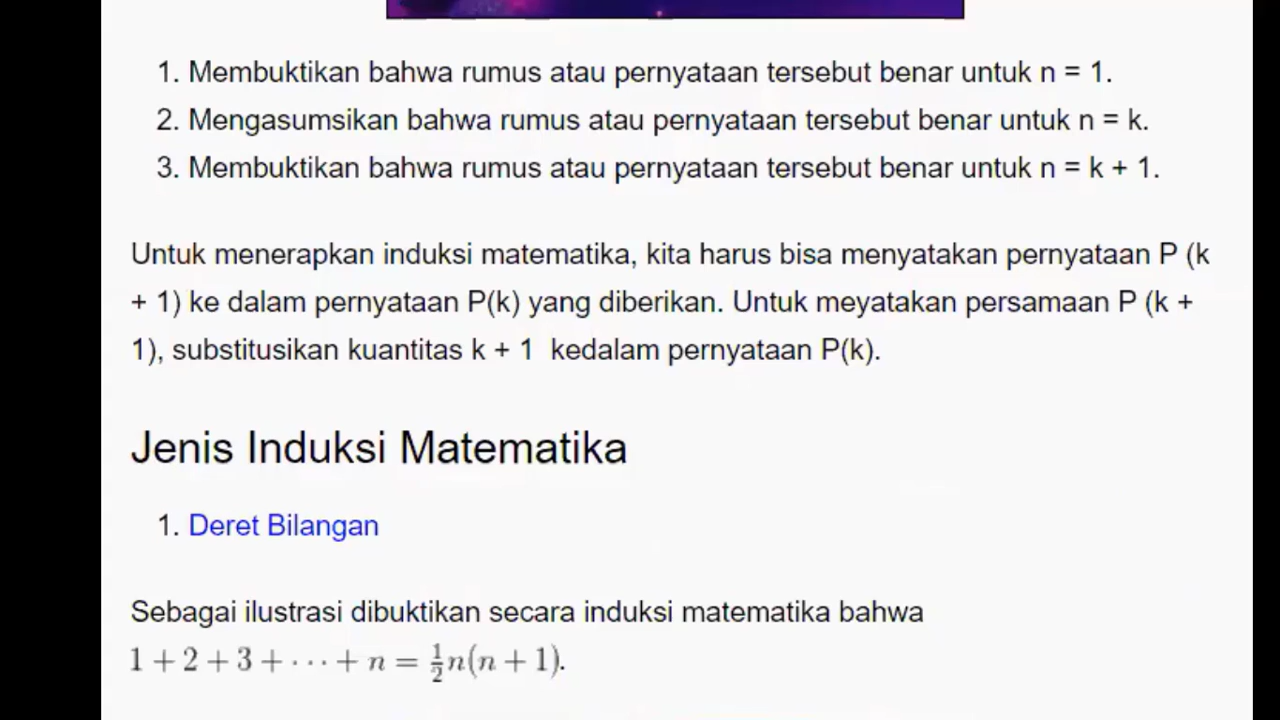 1. Membuktikan bahwa rumus atau pernyataan tersebut benar untuk n = 1.
2. Mengasumsikan bahwa rumus atau pernyataan tersebut benar untuk n = k.
3. Membuktikan bahwa rumus atau pernyataan tersebut benar untuk n = k + 1.
Untuk menerapkan induksi matematika, kita harus bisa menyatakan pernyataan P (k
+ 1) ke dalam pernyataan P(k) yang diberikan. Untuk meyatakan persamaan P (k +
1), substitusikan kuantitas k + 1  kedalam pernyataan P(k).
Jenis Induksi Matematika
1. Deret Bilangan
Sebagai ilustrasi dibuktikan secara induksi matematika bahwa
1 + 2 + 3 + ··· + n = ½n(n + 1).